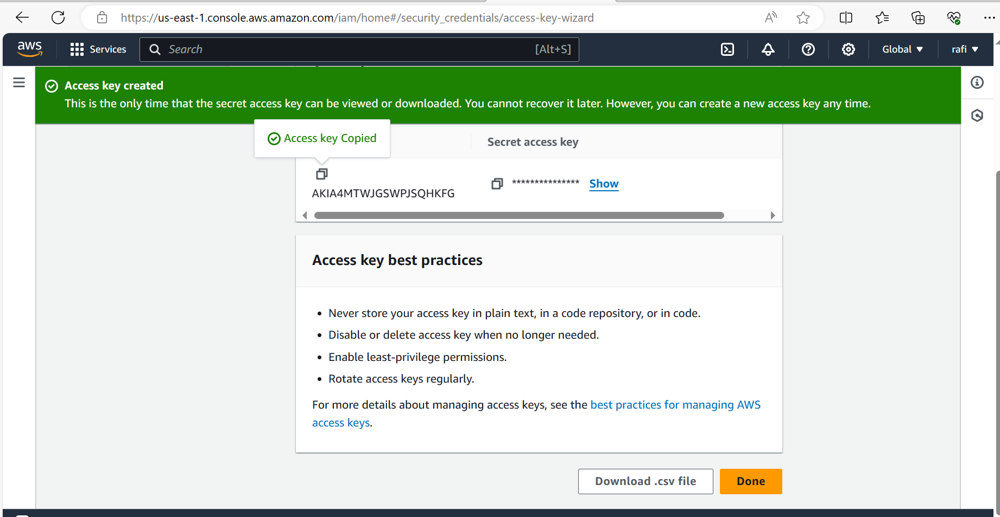 https://us-east-1.console.aws.amazon.com/iam/home#/security_credentials/access-key-wizard
aws
Services
Search
[Alt+S]
Global
rafi
Access key created
This is the only time that the secret access key can be viewed or downloaded. You cannot recover it later. However, you can create a new access key any time.
Access key Copied
Secret access key
AKIA4MTWJGSWPJSQHKFG
***************
Show
Access key best practices
• Never store your access key in plain text, in a code repository, or in code.
• Disable or delete access key when no longer needed.
• Enable least-privilege permissions.
• Rotate access keys regularly.
For more details about managing access keys, see the best practices for managing AWS
access keys.
Download .csv file
Done